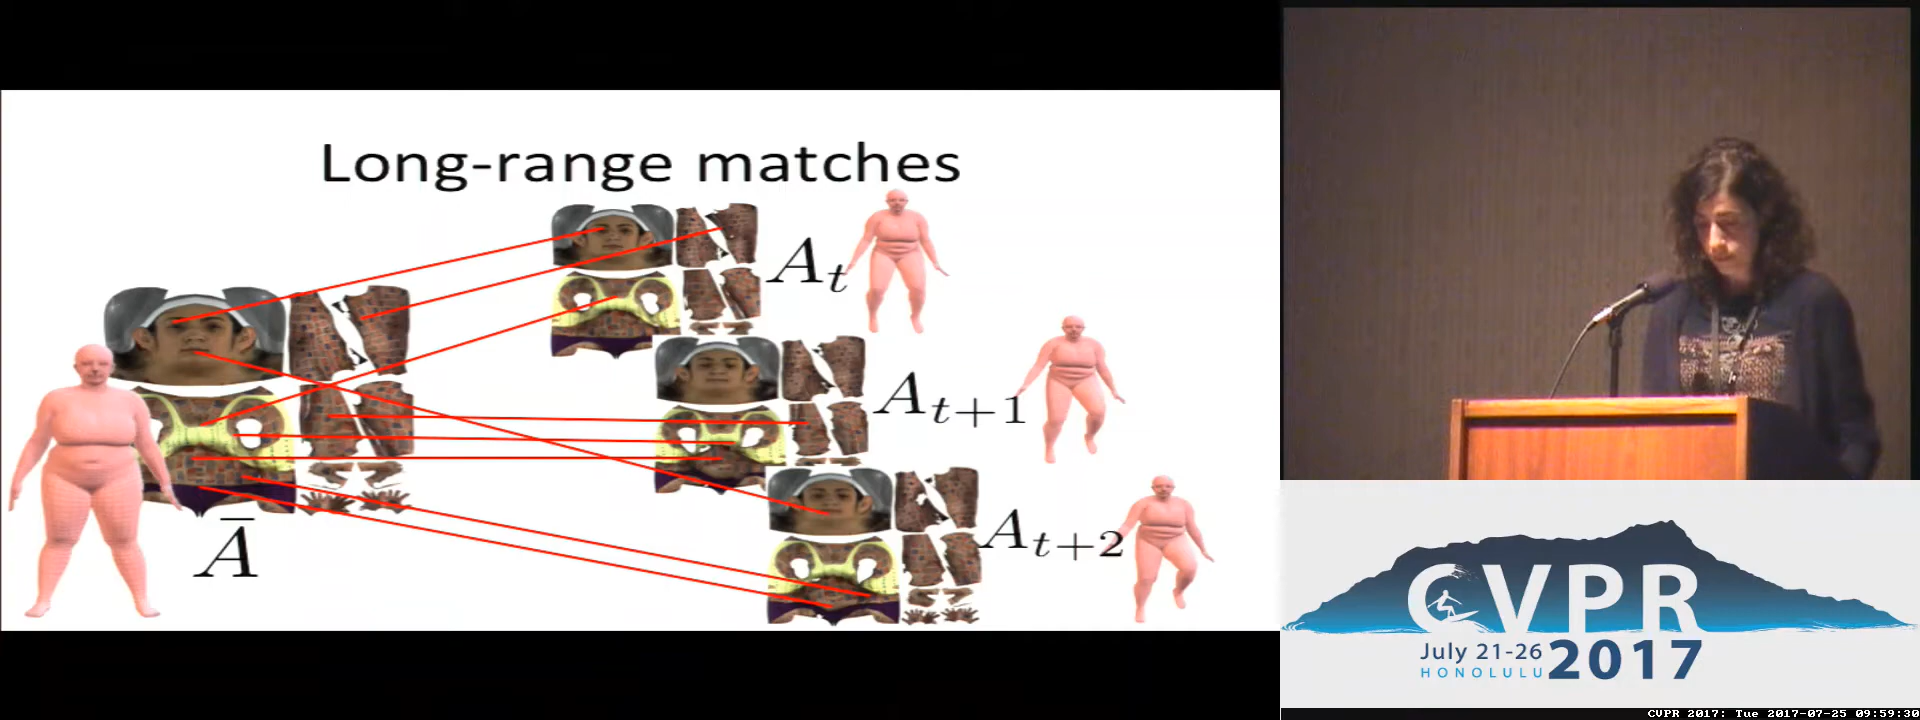 Long-range matches
A_t
A_{t+1}
A_{t+2}
Ā
CVPR
July 21-26
HONOLULU
2017
CVPR 2017: Tue 2017-07-25 09:59:30